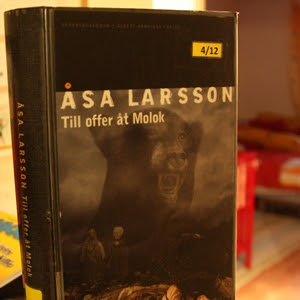 4/12
ÅSA LARSSON
Till offer åt Molok
ÅSA LARSSON Till offer åt Molok